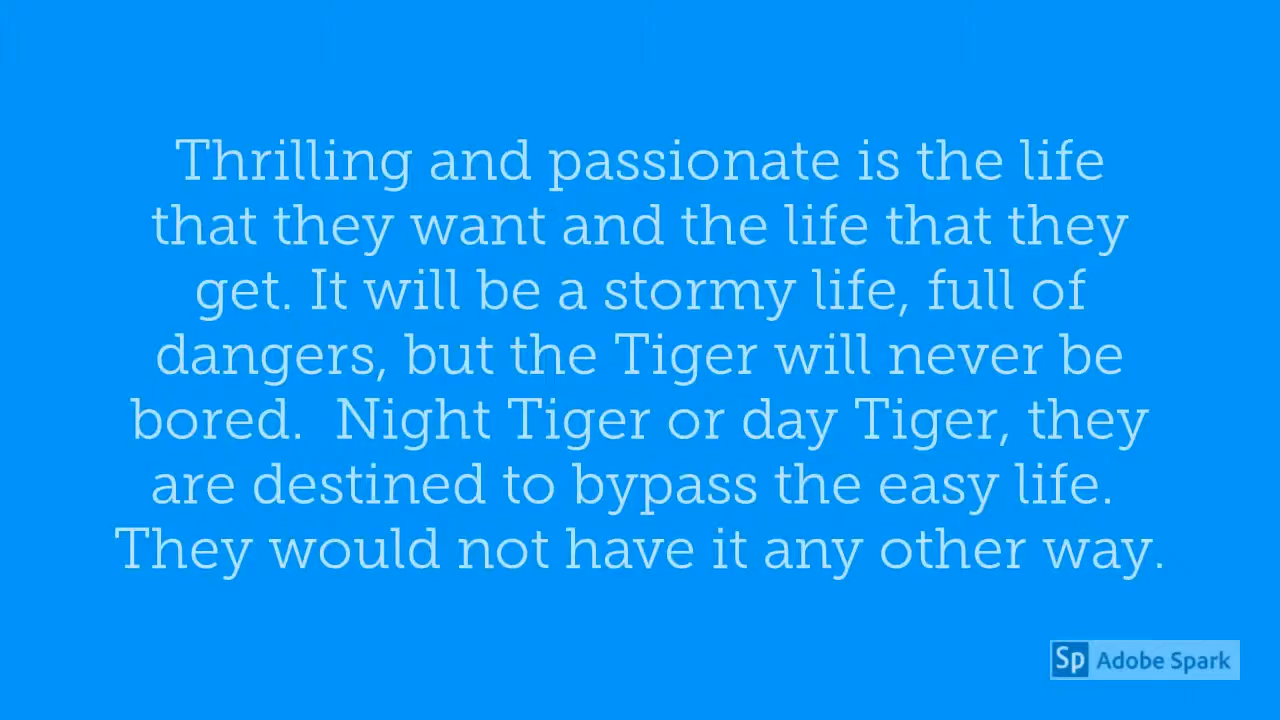 Thrilling and passionate is the life
that they want and the life that they
get. It will be a stormy life, full of
dangers, but the Tiger will never be
bored.  Night Tiger or day Tiger, they
are destined to bypass the easy life.
They would not have it any other way.
Sp Adobe Spark